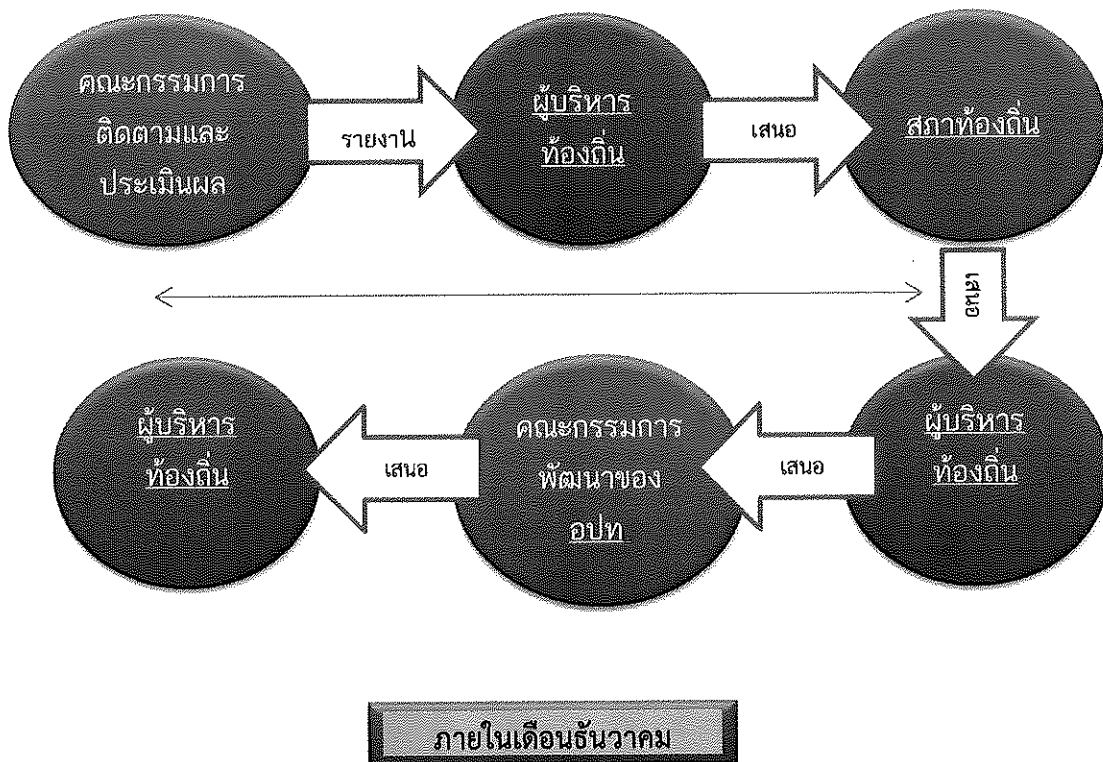 คณะกรรมการ
ติดตามและ
ประเมินผล
รายงาน
ผู้บริหาร
ท้องถิ่น
เสนอ
สภาท้องถิ่น
เสนอ
ผู้บริหาร
ท้องถิ่น
เสนอ
คณะกรรมการ
พัฒนาของ
อปท
เสนอ
ผู้บริหาร
ท้องถิ่น
ภายในเดือนธันวาคม